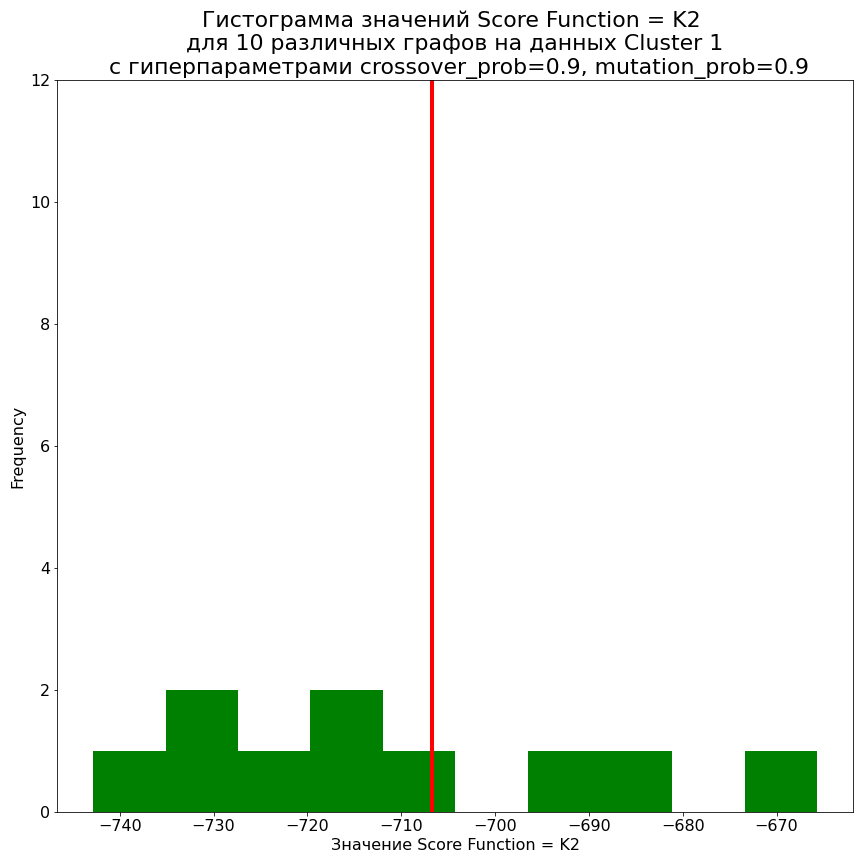 Гистограмма значений Score Function = K2
для 10 различных графов на данных Cluster 1
с гиперпараметрами crossover_prob=0.9, mutation_prob=0.9
12
10
8
6
4
2
0
Frequency
−740 −730 −720 −710 −700 −690 −680 −670
Значение Score Function = K2